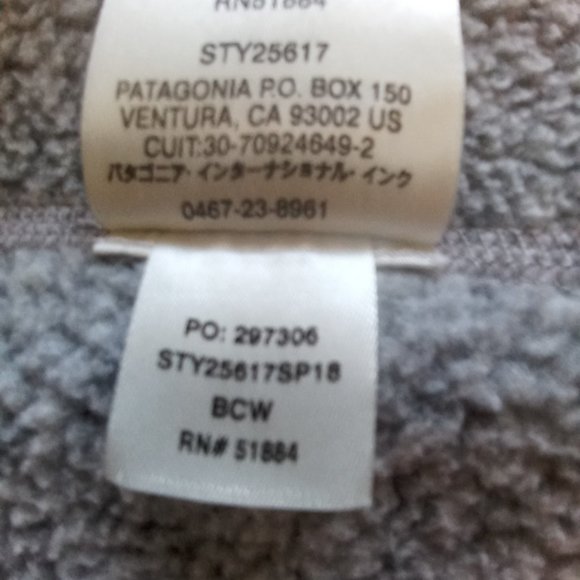 RN51884
STY25617
PATAGONIA P.O. BOX 150
VENTURA, CA 93002 US
CUIT:30-70924649-2
パタゴニア・インターナショナル・インク
0467-23-8961
PO: 297306
STY25617SP18
BCW
RN# 51884